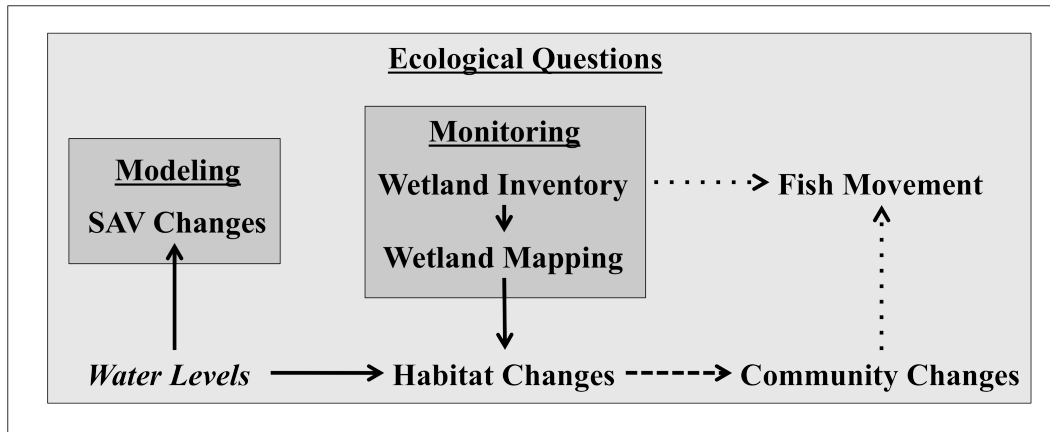 Ecological Questions
Modeling
SAV Changes
Monitoring
Wetland Inventory
Wetland Mapping
Fish Movement
Water Levels
Habitat Changes
Community Changes